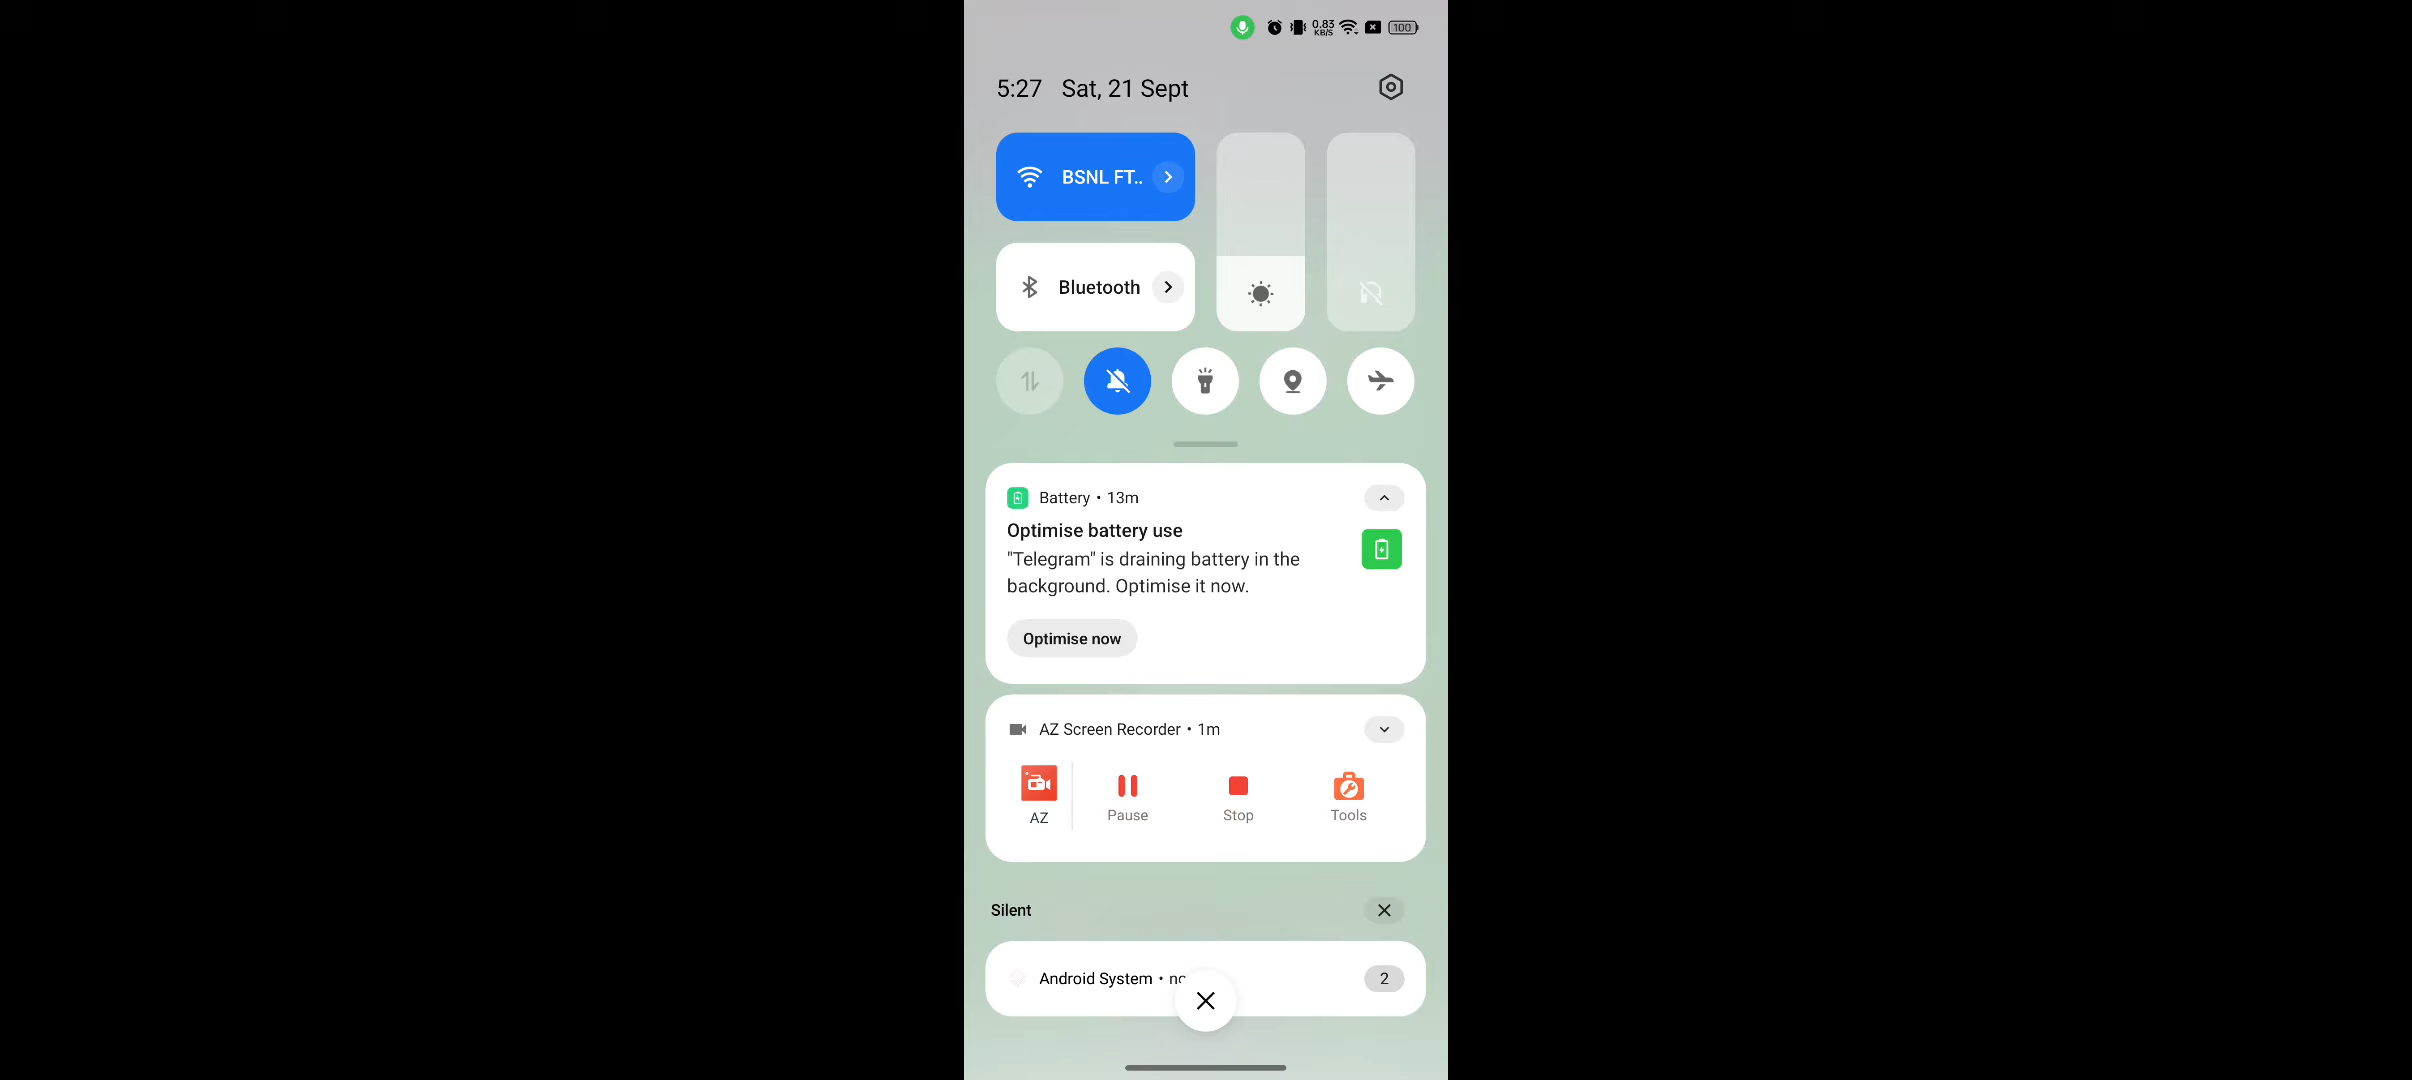 0.83
KB/S
100
5:27 Sat, 21 Sept
BSNL FT..
Bluetooth
Battery • 13m
Optimise battery use
"Telegram" is draining battery in the
background. Optimise it now.
Optimise now
AZ Screen Recorder • 1m
AZ
Pause
Stop
Tools
Silent
Android System •
2